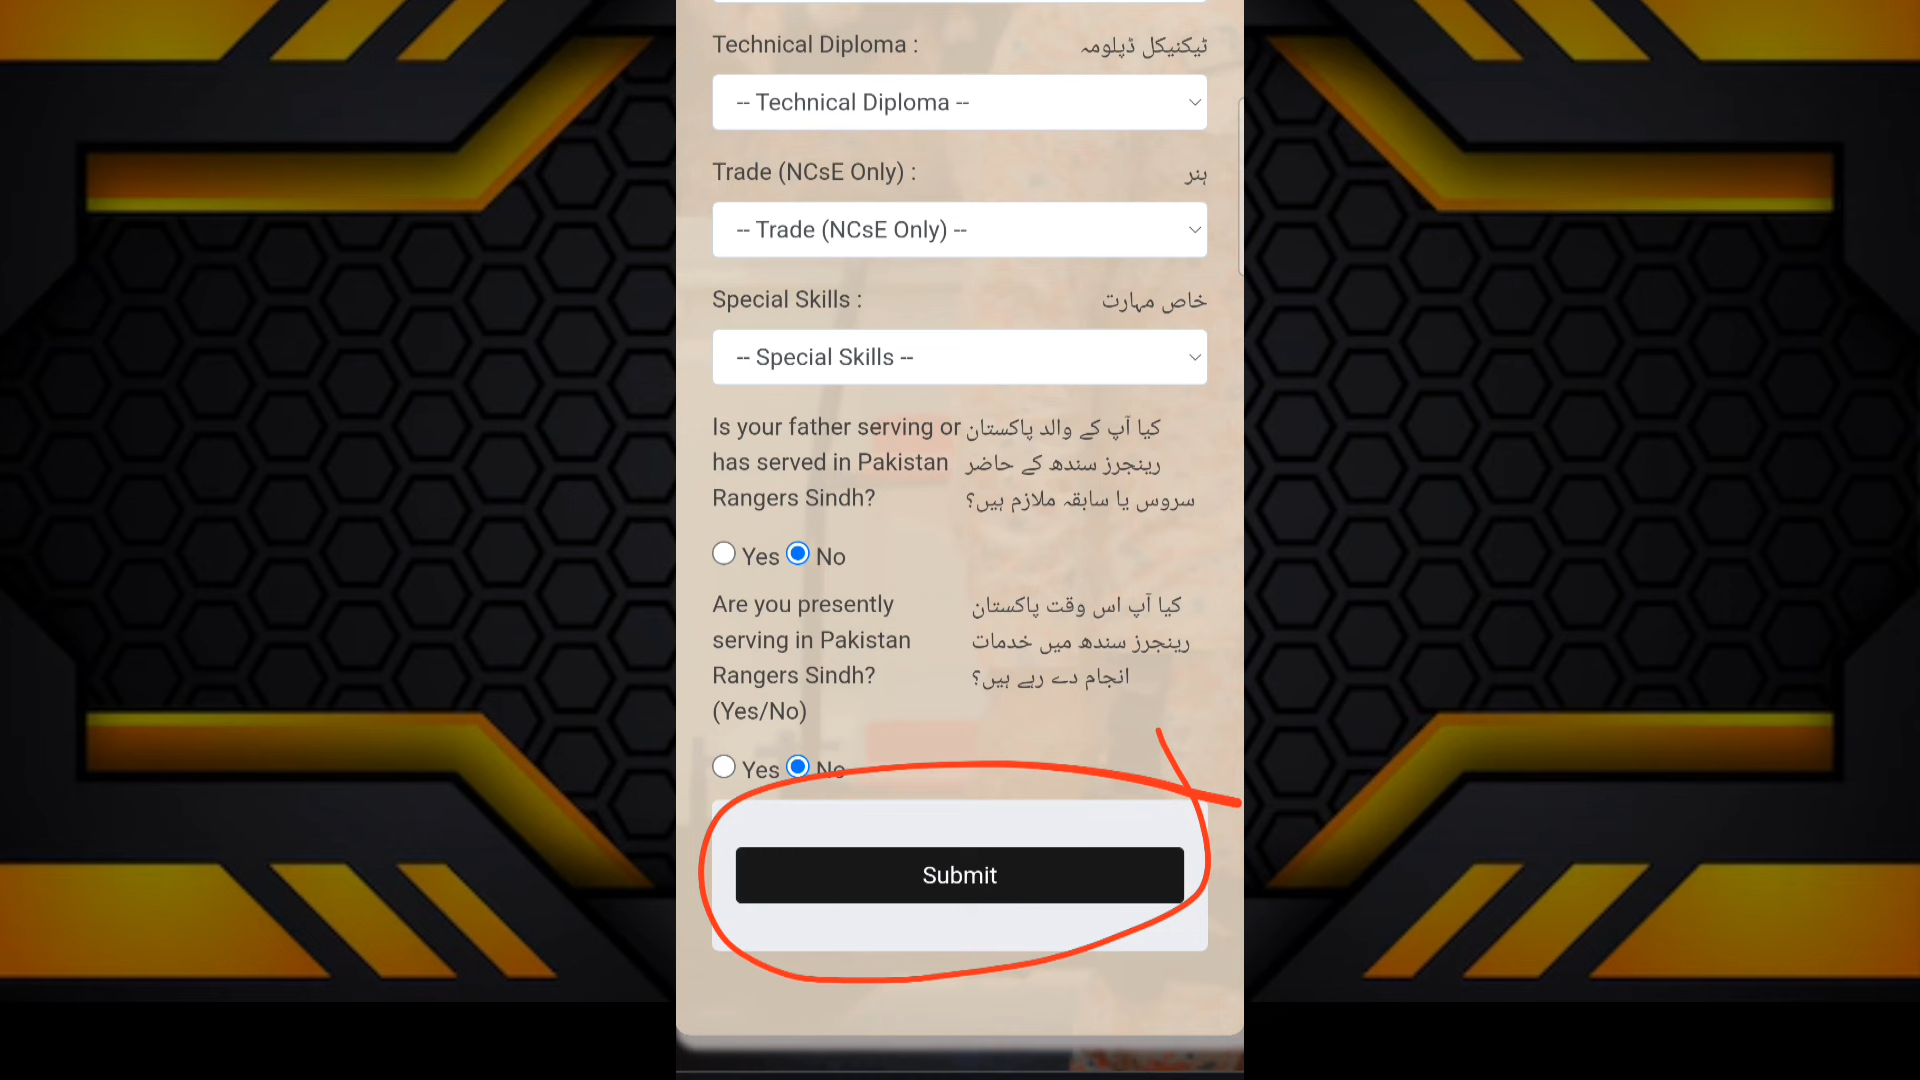 Technical Diploma : ٹیکنیکل ڈپلومہ
-- Technical Diploma --
Trade (NCsE Only) : ہنر
-- Trade (NCsE Only) --
Special Skills : خاص مہارت
-- Special Skills --
Is your father serving or کیا آپ کے والد پاکستان
has served in Pakistan رینجرز سندھ کے حاضر
Rangers Sindh? سروس یا سابقہ ملازم ہیں؟
Yes No
Are you presently کیا آپ اس وقت پاکستان
serving in Pakistan رینجرز سندھ میں خدمات
Rangers Sindh? انجام دے رہے ہیں؟
(Yes/No)
Yes No
Submit